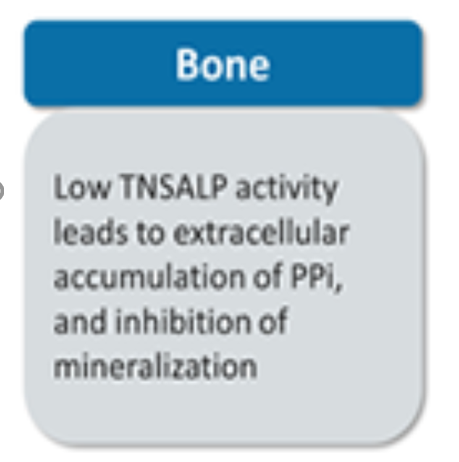 Bone
Low TNSALP activity
leads to extracellular
accumulation of PPi,
and inhibition of
mineralization